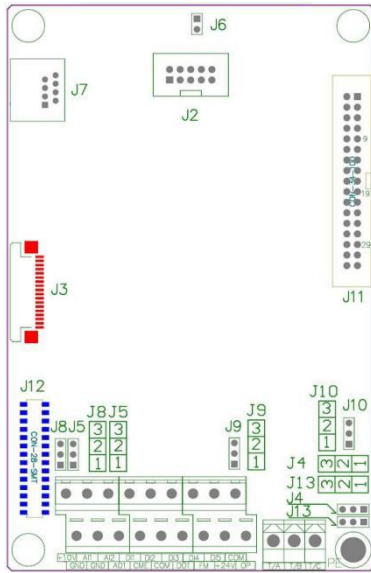 J6
J7
J2
9
19
J11
29
J3
J12
CON-28-SMT
J8 J5
J8 J5
3 3
2 2
1 1
J9
J9
3
2
1
J10
J10
3
2
1
J4 3 2 1
J13 3 2 1
J4
J13
+10V AI1 AI2 DI1 DI2 DI3 DI4 DI5 COM
GND GND AO1 CME COM DO1 FM +24V OP
T/A T/B T/C
PE